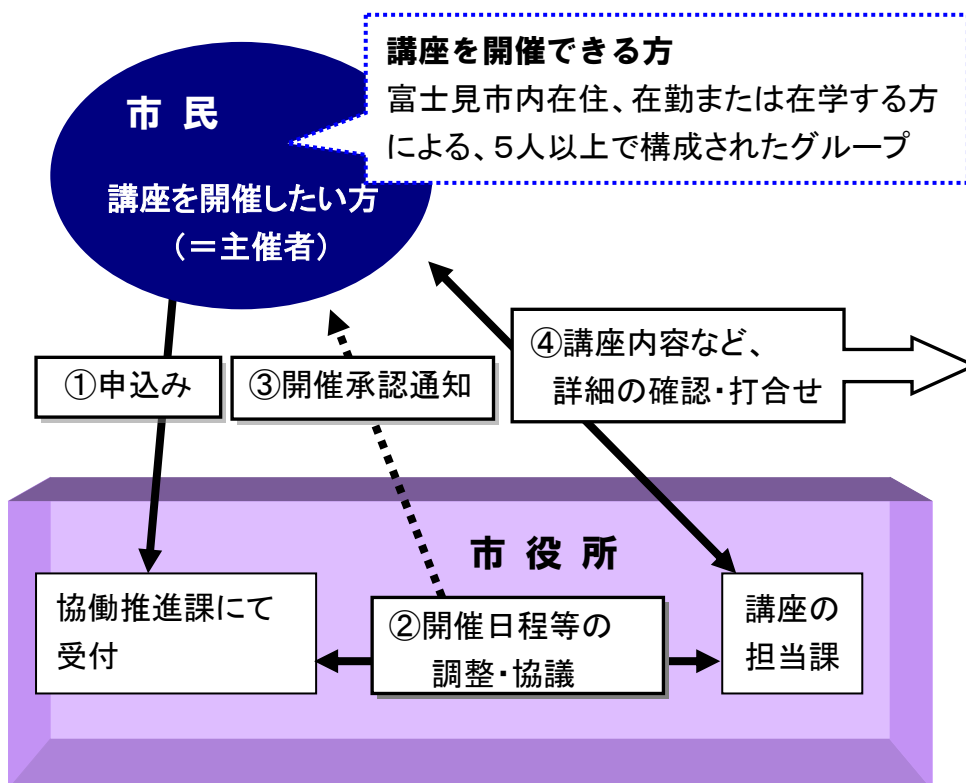 講座を開催できる方
富士見市内在住、在勤または在学する方
による、5人以上で構成されたグループ
市 民
講座を開催したい方
(=主催者)
①申込み
③開催承認通知
④講座内容など、
詳細の確認・打合せ
市 役 所
協働推進課にて
受付
②開催日程等の
調整・協議
講座の
担当課